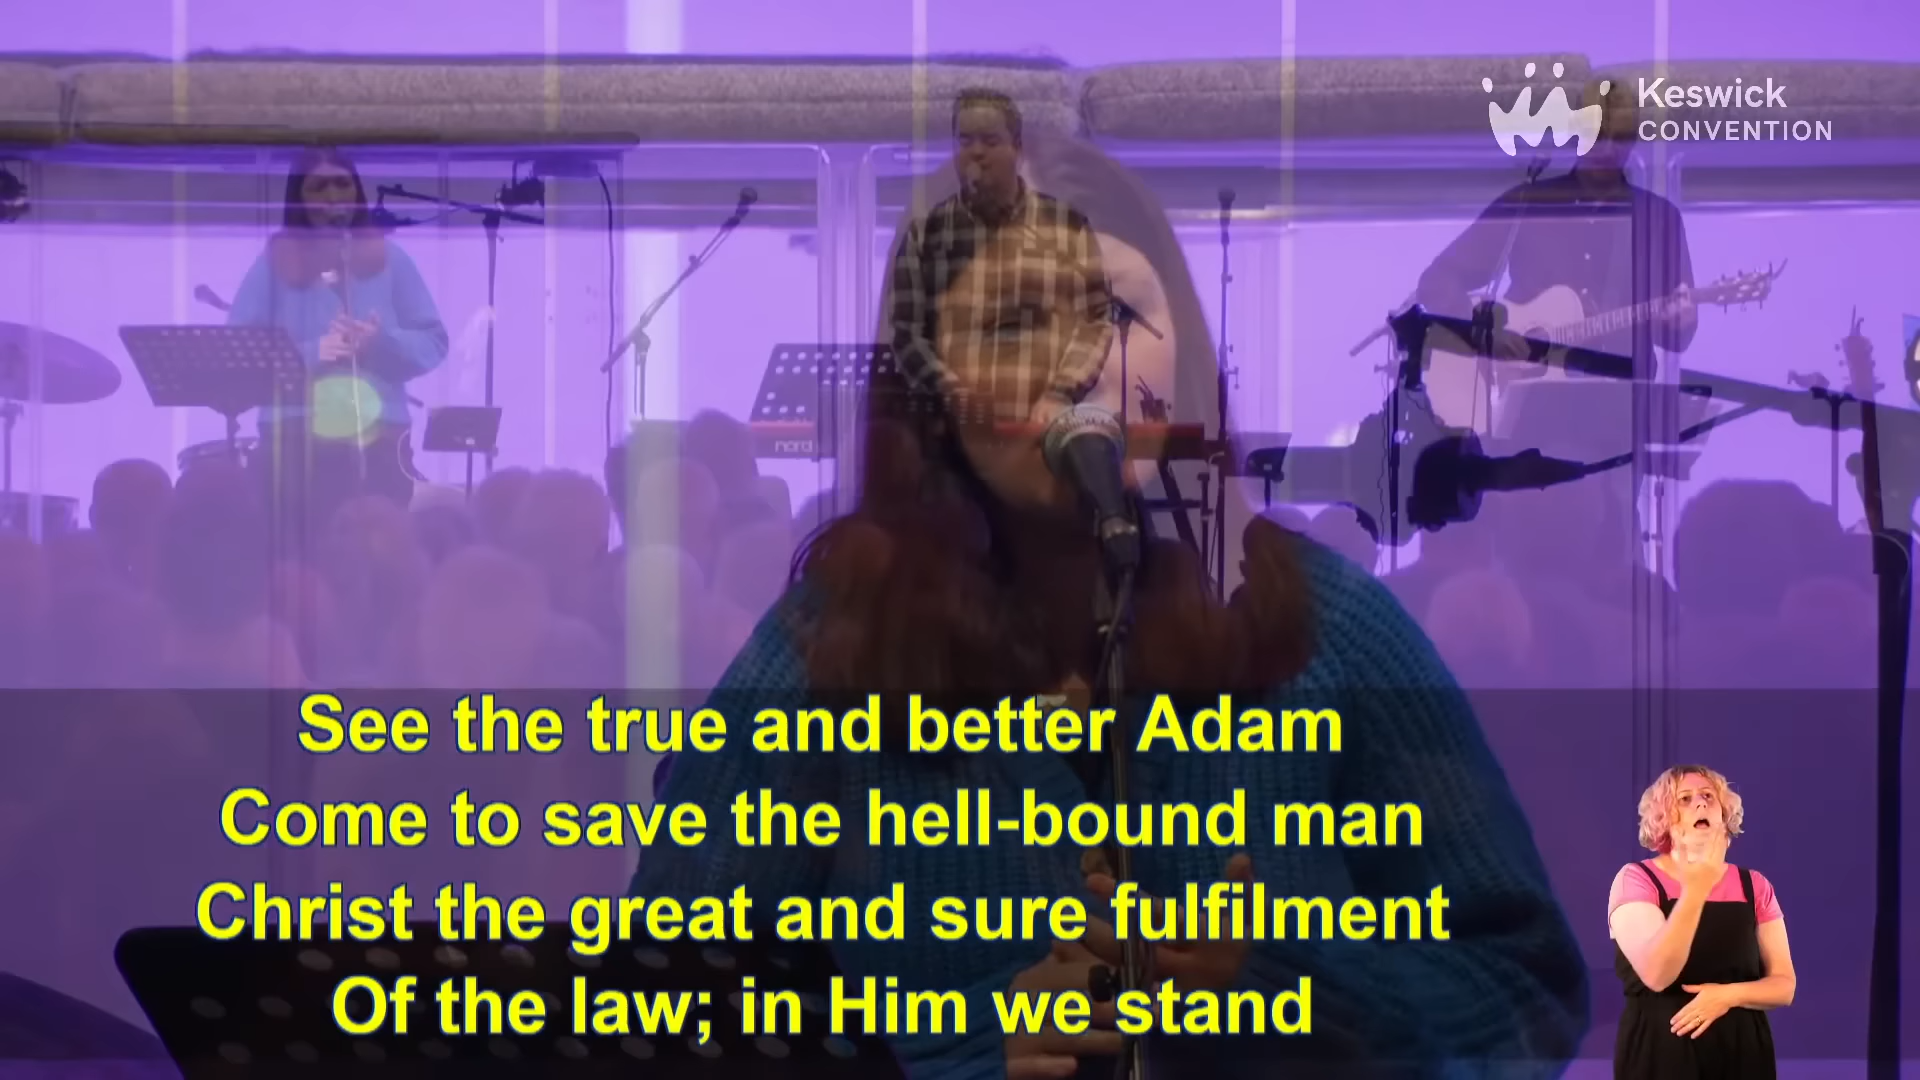 Keswick
CONVENTION
nord
See the true and better Adam
Come to save the hell-bound man
Christ the great and sure fulfilment
Of the law; in Him we stand